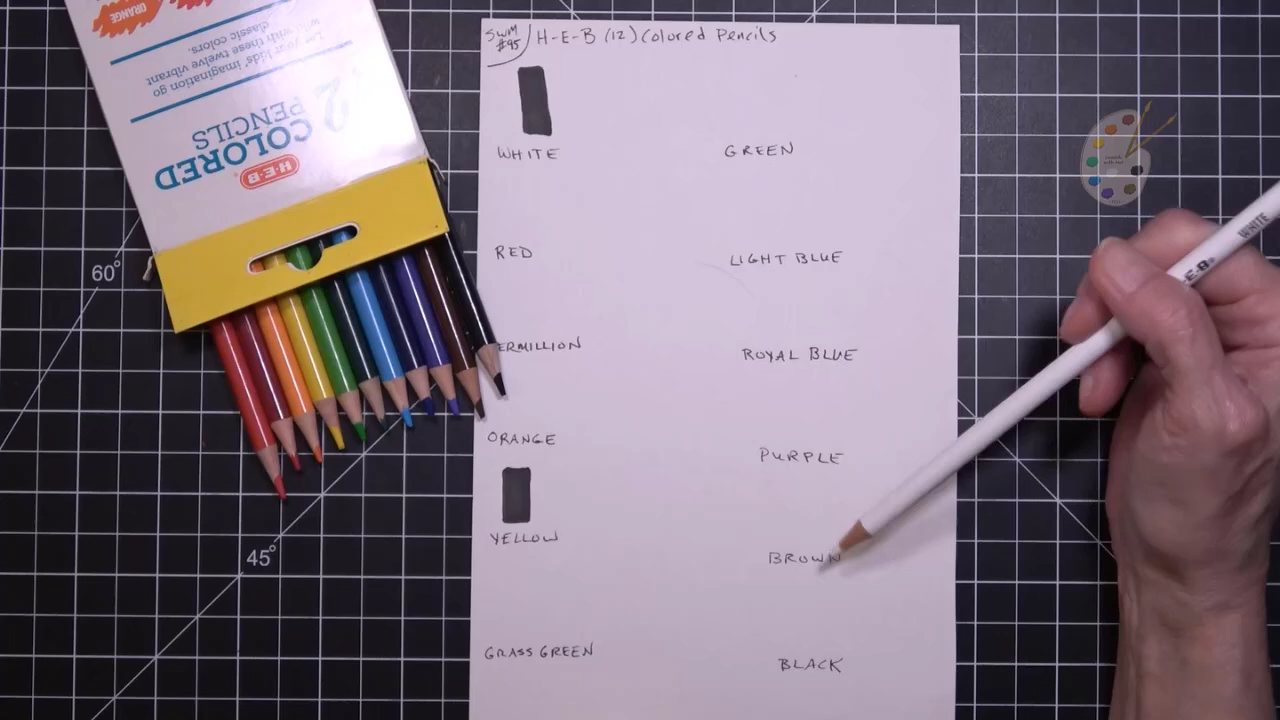 ORANGE
Let your kids' imagination go
wild with these twelve vibrant
classic colors.
12 COLORED
PENCILS
H-E-B
60°
45°
SWM
#95
H-E-B (12) Colored Pencils
WHITE
GREEN
RED
LIGHT BLUE
ERMILLION
ROYAL BLUE
ORANGE
PURPLE
YELLOW
BROWN
GRASS GREEN
BLACK
WHITE
E-B